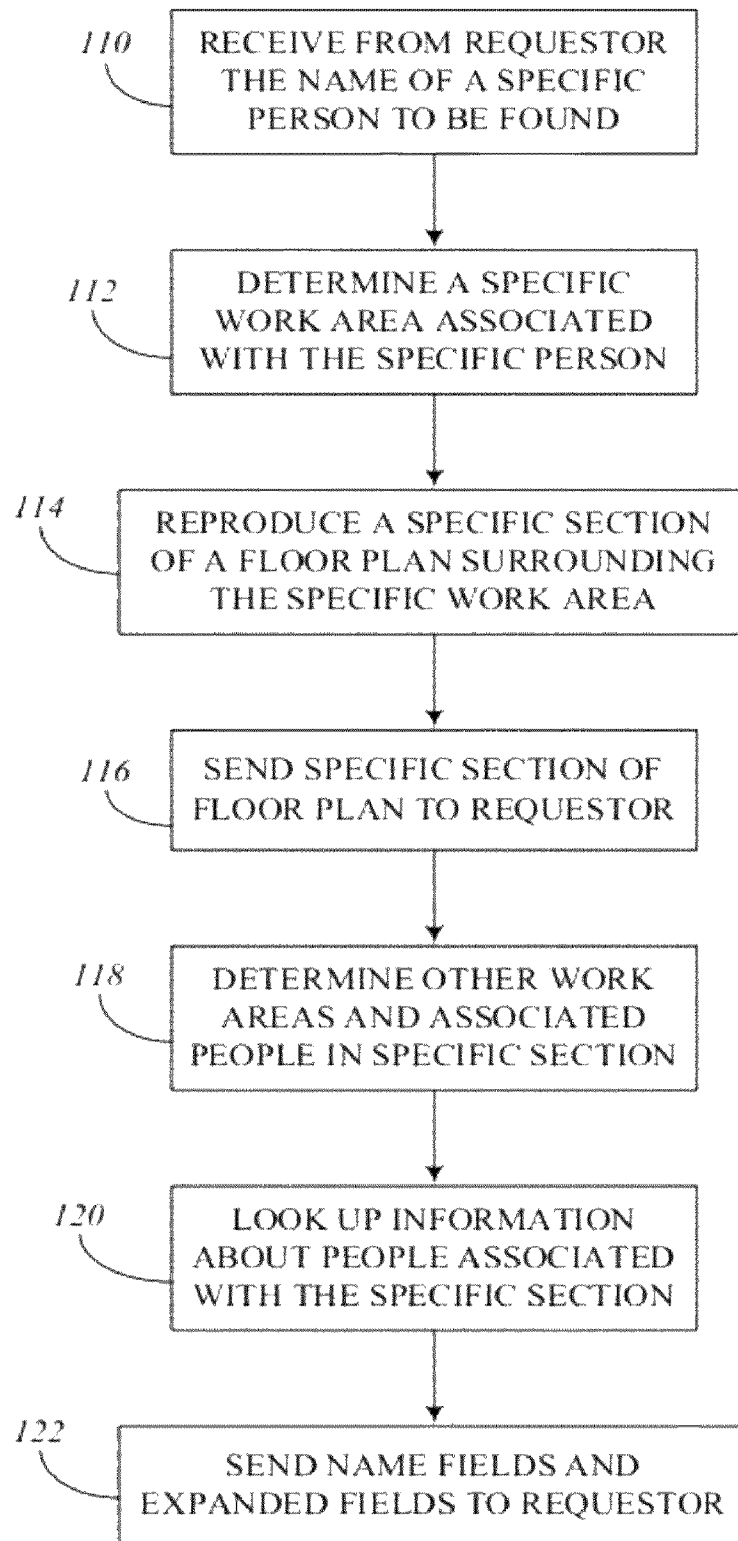 110
RECEIVE FROM REQUESTOR
THE NAME OF A SPECIFIC
PERSON TO BE FOUND
112
DETERMINE A SPECIFIC
WORK AREA ASSOCIATED
WITH THE SPECIFIC PERSON
114
REPRODUCE A SPECIFIC SECTION
OF A FLOOR PLAN SURROUNDING
THE SPECIFIC WORK AREA
116
SEND SPECIFIC SECTION OF
FLOOR PLAN TO REQUESTOR
118
DETERMINE OTHER WORK
AREAS AND ASSOCIATED
PEOPLE IN SPECIFIC SECTION
120
LOOK UP INFORMATION
ABOUT PEOPLE ASSOCIATED
WITH THE SPECIFIC SECTION
122
SEND NAME FIELDS AND
EXPANDED FIELDS TO REQUESTOR